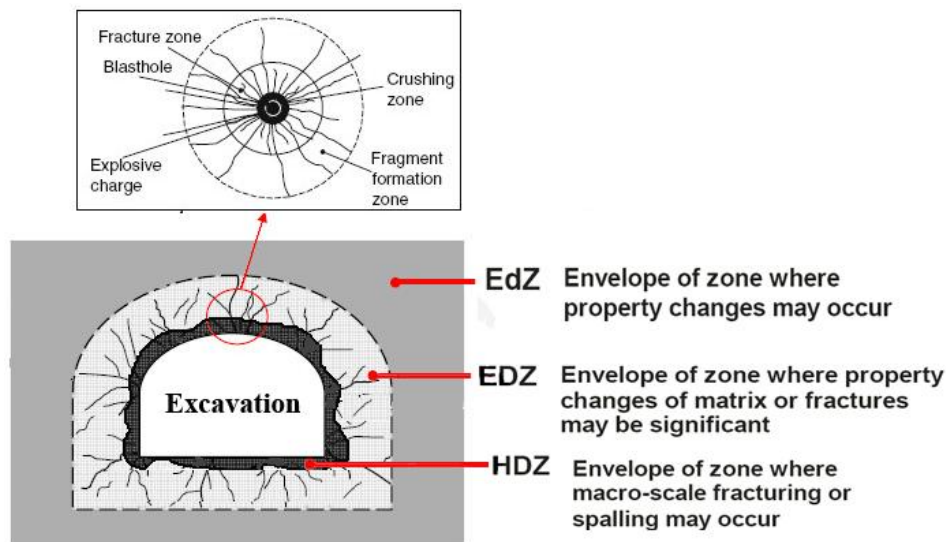 Fracture zone
Blasthole
Crushing
zone
Explosive
charge
Fragment
formation
zone
EdZ Envelope of zone where
property changes may occur
EDZ Envelope of zone where property
changes of matrix or fractures
may be significant
Excavation
HDZ Envelope of zone where
macro-scale fracturing or
spalling may occur